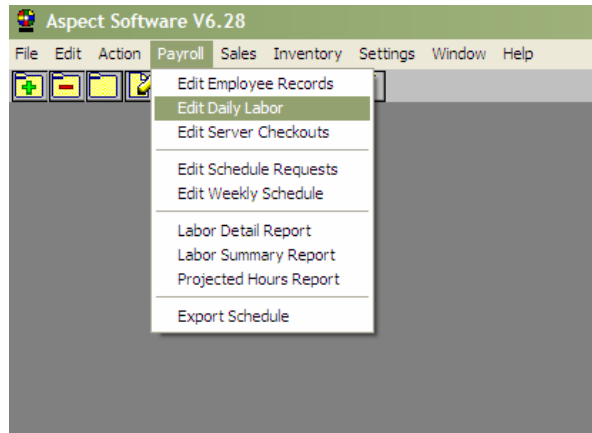 Aspect Software V6.28
File Edit Action Payroll Sales Inventory Settings Window Help
Edit Employee Records
Edit Daily Labor
Edit Server Checkouts
Edit Schedule Requests
Edit Weekly Schedule
Labor Detail Report
Labor Summary Report
Projected Hours Report
Export Schedule